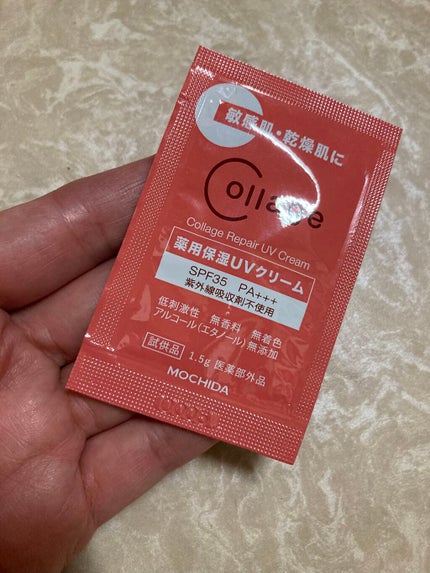 敏感肌・乾燥肌に
Collage
Collage Repair UV Cream
薬用保湿UVクリーム
SPF35 PA+++
紫外線吸収剤不使用
低刺激性 無香料 無着色
アルコール(エタノール)無添加
試供品 1.5g 医薬部外品
MOCHIDA